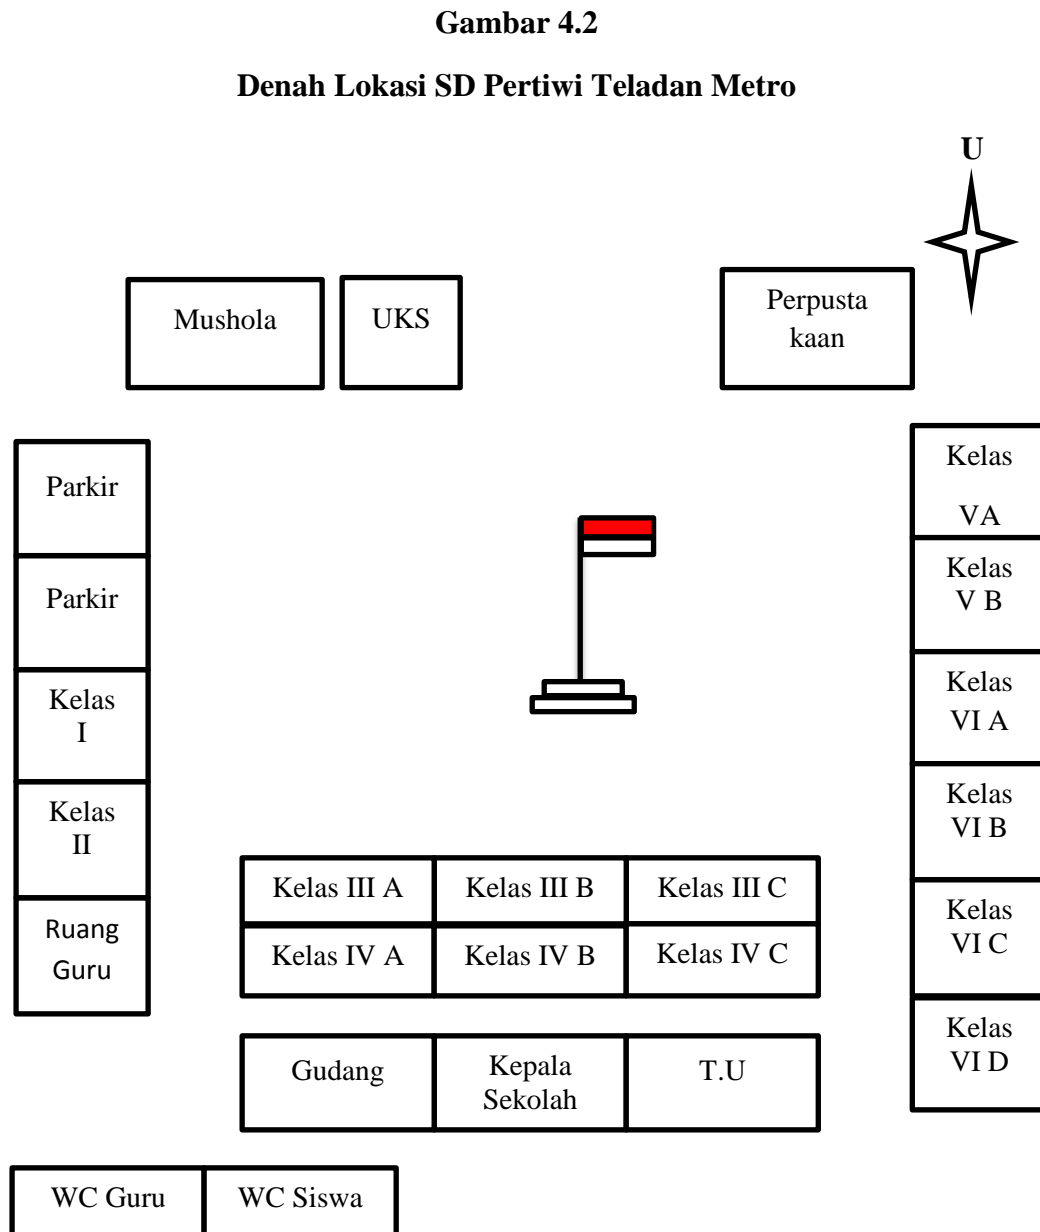 Gambar 4.2
Denah Lokasi SD Pertiwi Teladan Metro
U
Mushola
UKS
Perpusta
kaan
Parkir
Parkir
Kelas
I
Kelas
II
Ruang
Guru
Kelas III A
Kelas III B
Kelas III C
Kelas IV A
Kelas IV B
Kelas IV C
Gudang
Kepala
Sekolah
T.U
Kelas
VA
Kelas
V B
Kelas
VI A
Kelas
VI B
Kelas
VI C
Kelas
VI D
WC Guru
WC Siswa